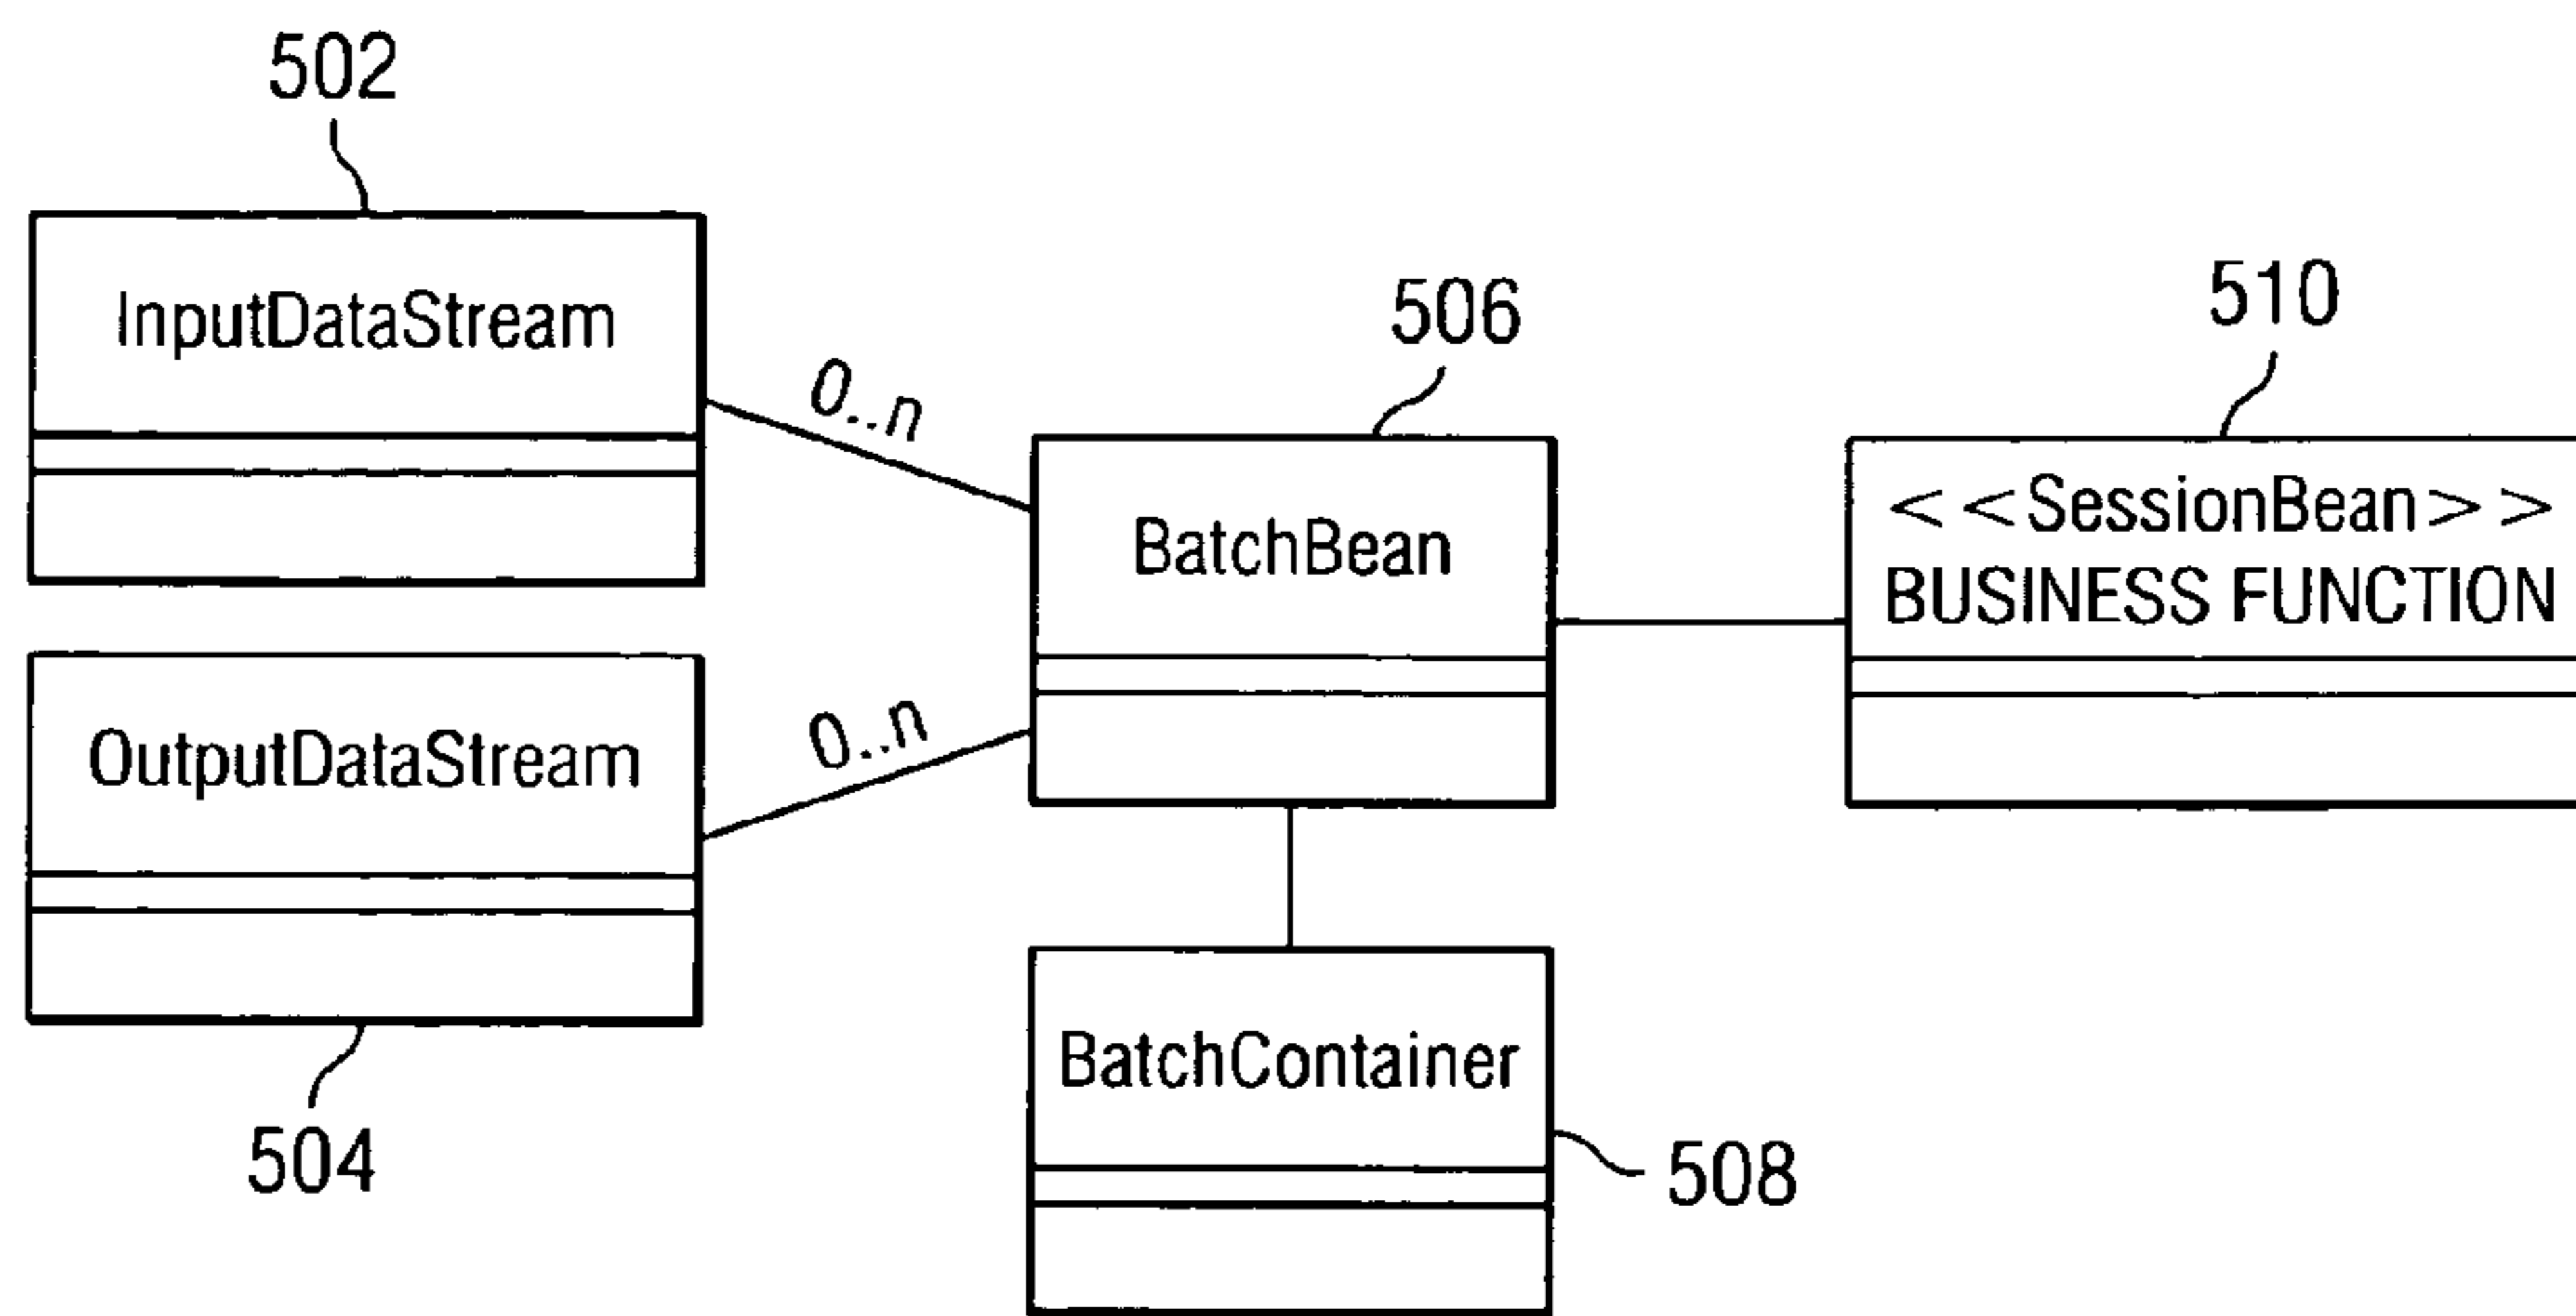 502
InputDataStream
0..n
506
510
BatchBean
<<SessionBean>>
BUSINESS FUNCTION
OutputDataStream
0..n
504
BatchContainer
508